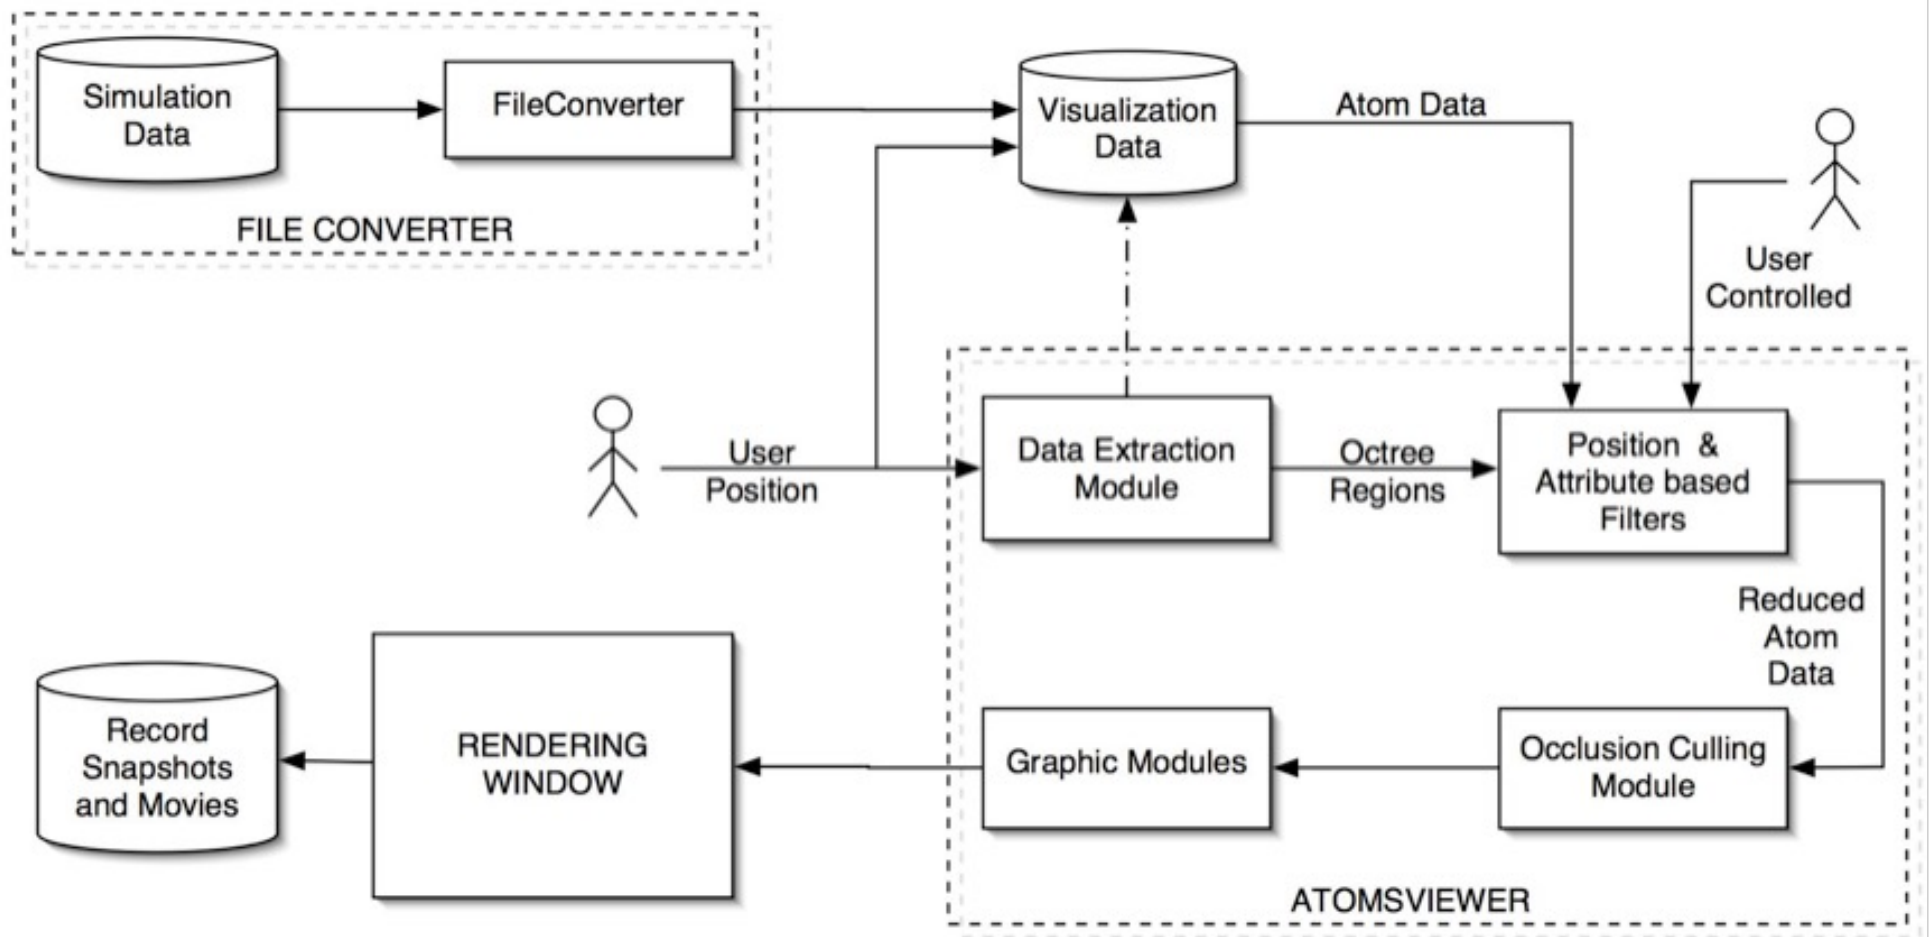 Simulation
Data
FileConverter
FILE CONVERTER
Visualization
Data
Atom Data
User
Controlled
User
Position
Data Extraction
Module
Octree
Regions
Position &
Attribute based
Filters
Reduced
Atom
Data
Record
Snapshots
and Movies
RENDERING
WINDOW
Graphic Modules
Occlusion Culling
Module
ATOMSVIEWER